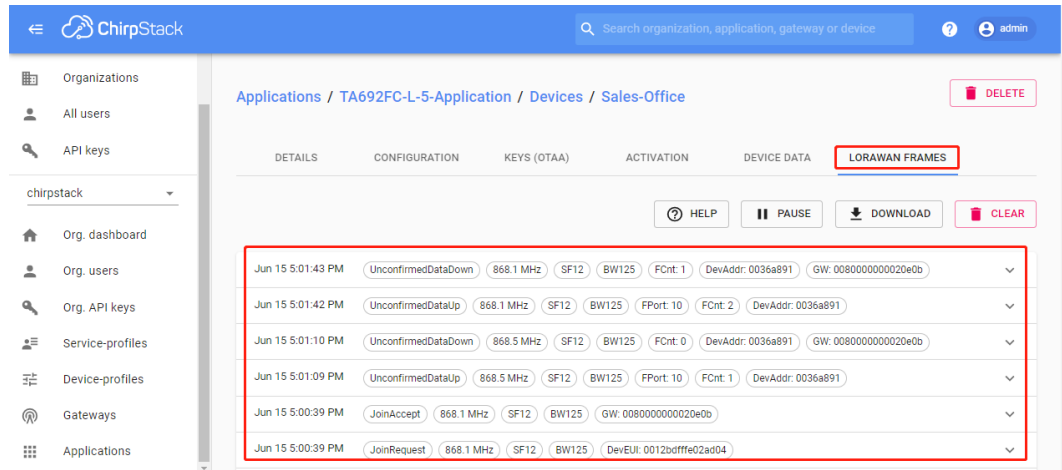 ChirpStack
Search organization, application, gateway or device
? admin
Organizations
All users
API keys
chirpstack
Org. dashboard
Org. users
Org. API keys
Service-profiles
Device-profiles
Gateways
Applications
Applications / TA692FC-L-5-Application / Devices / Sales-Office
DELETE
DETAILS CONFIGURATION KEYS (OTAA) ACTIVATION DEVICE DATA LORAWAN FRAMES
? HELP PAUSE DOWNLOAD CLEAR
Jun 15 5:01:43 PM UnconfirmedDataDown 868.1 MHz SF12 BW125 FCnt: 1 DevAddr: 0036a891 GW: 0080000000020e0b
Jun 15 5:01:42 PM UnconfirmedDataUp 868.1 MHz SF12 BW125 FPort: 10 FCnt: 2 DevAddr: 0036a891
Jun 15 5:01:10 PM UnconfirmedDataDown 868.5 MHz SF12 BW125 FCnt: 0 DevAddr: 0036a891 GW: 0080000000020e0b
Jun 15 5:01:09 PM UnconfirmedDataUp 868.5 MHz SF12 BW125 FPort: 10 FCnt: 1 DevAddr: 0036a891
Jun 15 5:00:39 PM JoinAccept 868.1 MHz SF12 BW125 GW: 0080000000020e0b
Jun 15 5:00:39 PM JoinRequest 868.1 MHz SF12 BW125 DevEUI: 0012bdfffe02ad04